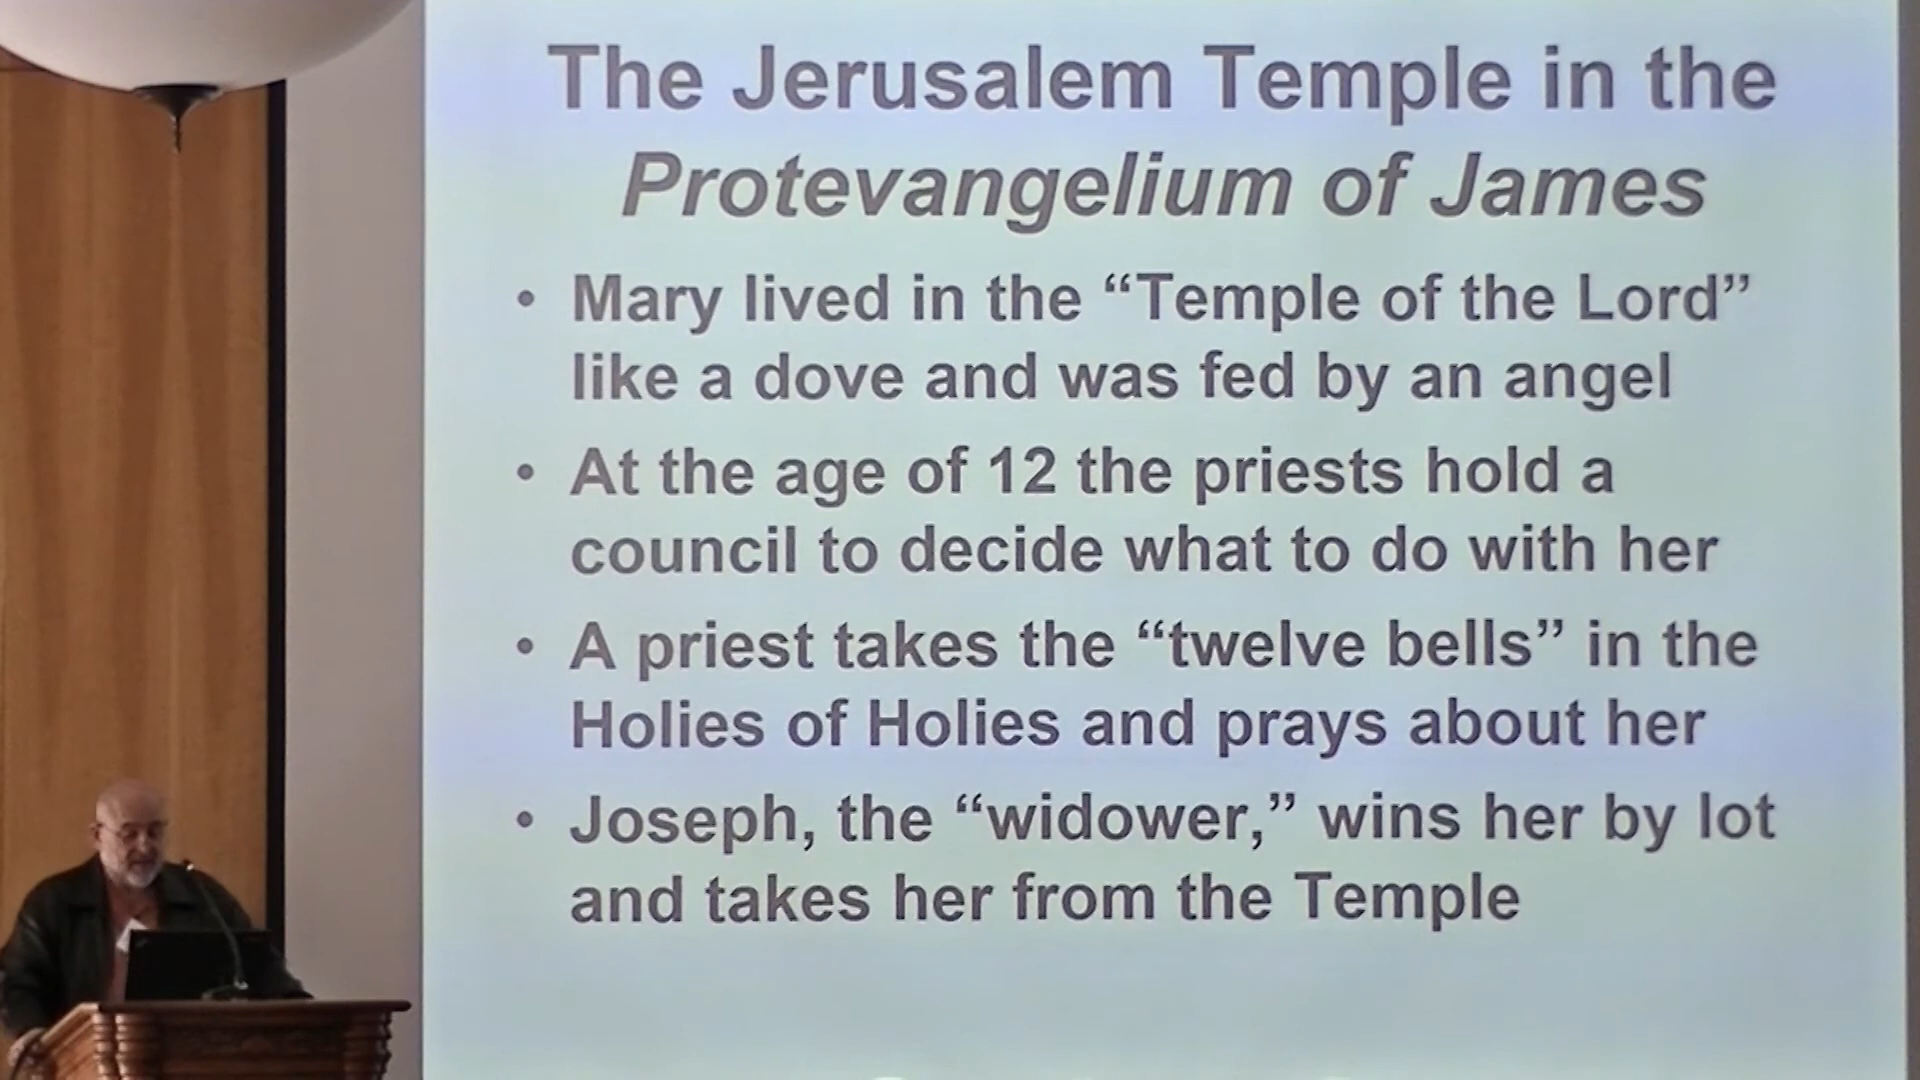 The Jerusalem Temple in the
Protevangelium of James
• Mary lived in the “Temple of the Lord”
like a dove and was fed by an angel
• At the age of 12 the priests hold a
council to decide what to do with her
• A priest takes the “twelve bells” in the
Holies of Holies and prays about her
• Joseph, the “widower,” wins her by lot
and takes her from the Temple